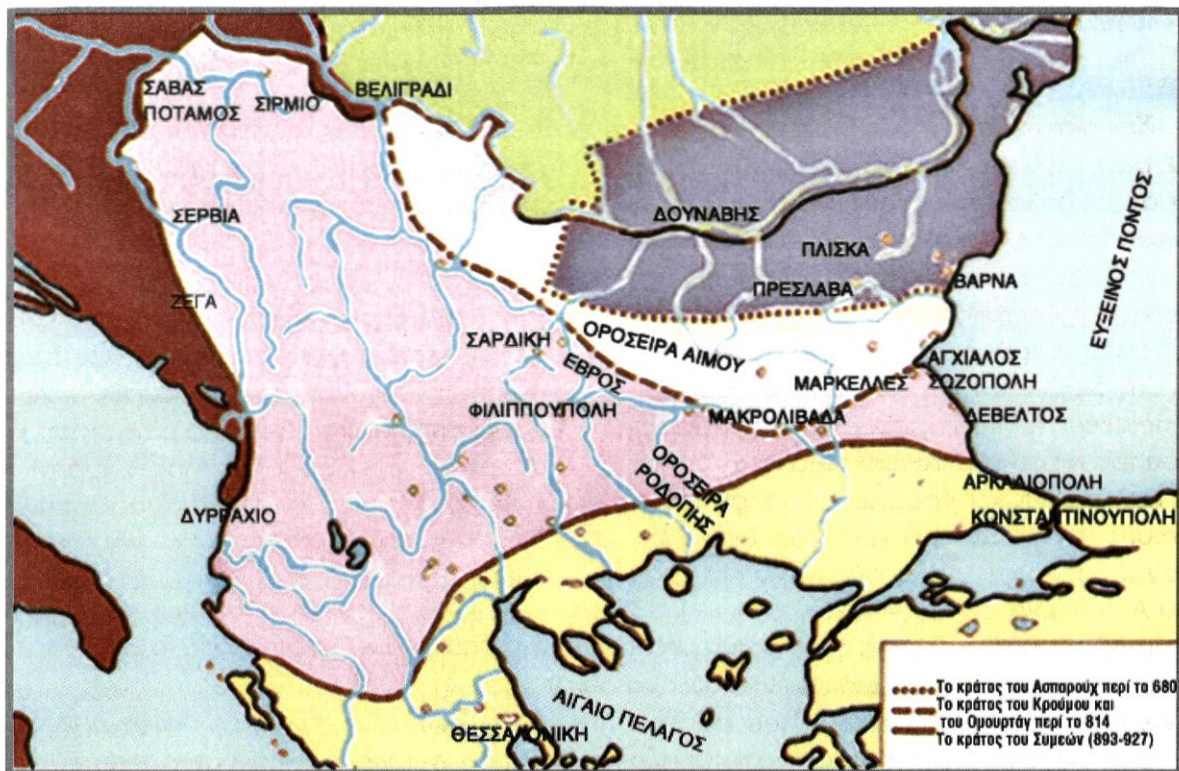 ΣΑΒΑΣ
ΠΟΤΑΜΟΣ
ΣΙΡΜΙΟ
ΒΕΛΙΓΡΑΔΙ
ΣΕΡΒΙΑ
ΖΕΓΑ
ΔΟΥΝΑΒΗΣ
ΠΛΙΣΚΑ
ΠΡΕΣΛΑΒΑ
ΒΑΡΝΑ
ΕΥΞΕΙΝΟΣ ΠΟΝΤΟΣ
ΣΑΡΔΙΚΗ
ΟΡΟΣΕΙΡΑ ΑΙΜΟΥ
ΕΒΡΟΣ
ΑΓΧΙΑΛΟΣ
ΜΑΡΚΕΛΛΕΣ
ΣΩΖΟΠΟΛΗ
ΦΙΛΙΠΠΟΥΠΟΛΗ
ΜΑΚΡΟΛΙΒΑΔΑ
ΔΕΒΕΛΤΟΣ
ΟΡΟΣΕΙΡΑ
ΡΟΔΟΠΗΣ
ΑΡΚΑΔΙΟΠΟΛΗ
ΔΥΡΡΑΧΙΟ
ΚΩΝΣΤΑΝΤΙΝΟΥΠΟΛΗ
ΑΙΓΑΙΟ ΠΕΛΑΓΟΣ
ΘΕΣΣΑΛΟΝΙΚΗ
Το κράτος του Ασπαρούχ περί το 680
Το κράτος του Κρούμου και
του Ομουρτάγ περί το 814
Το κράτος του Συμεών (893-927)